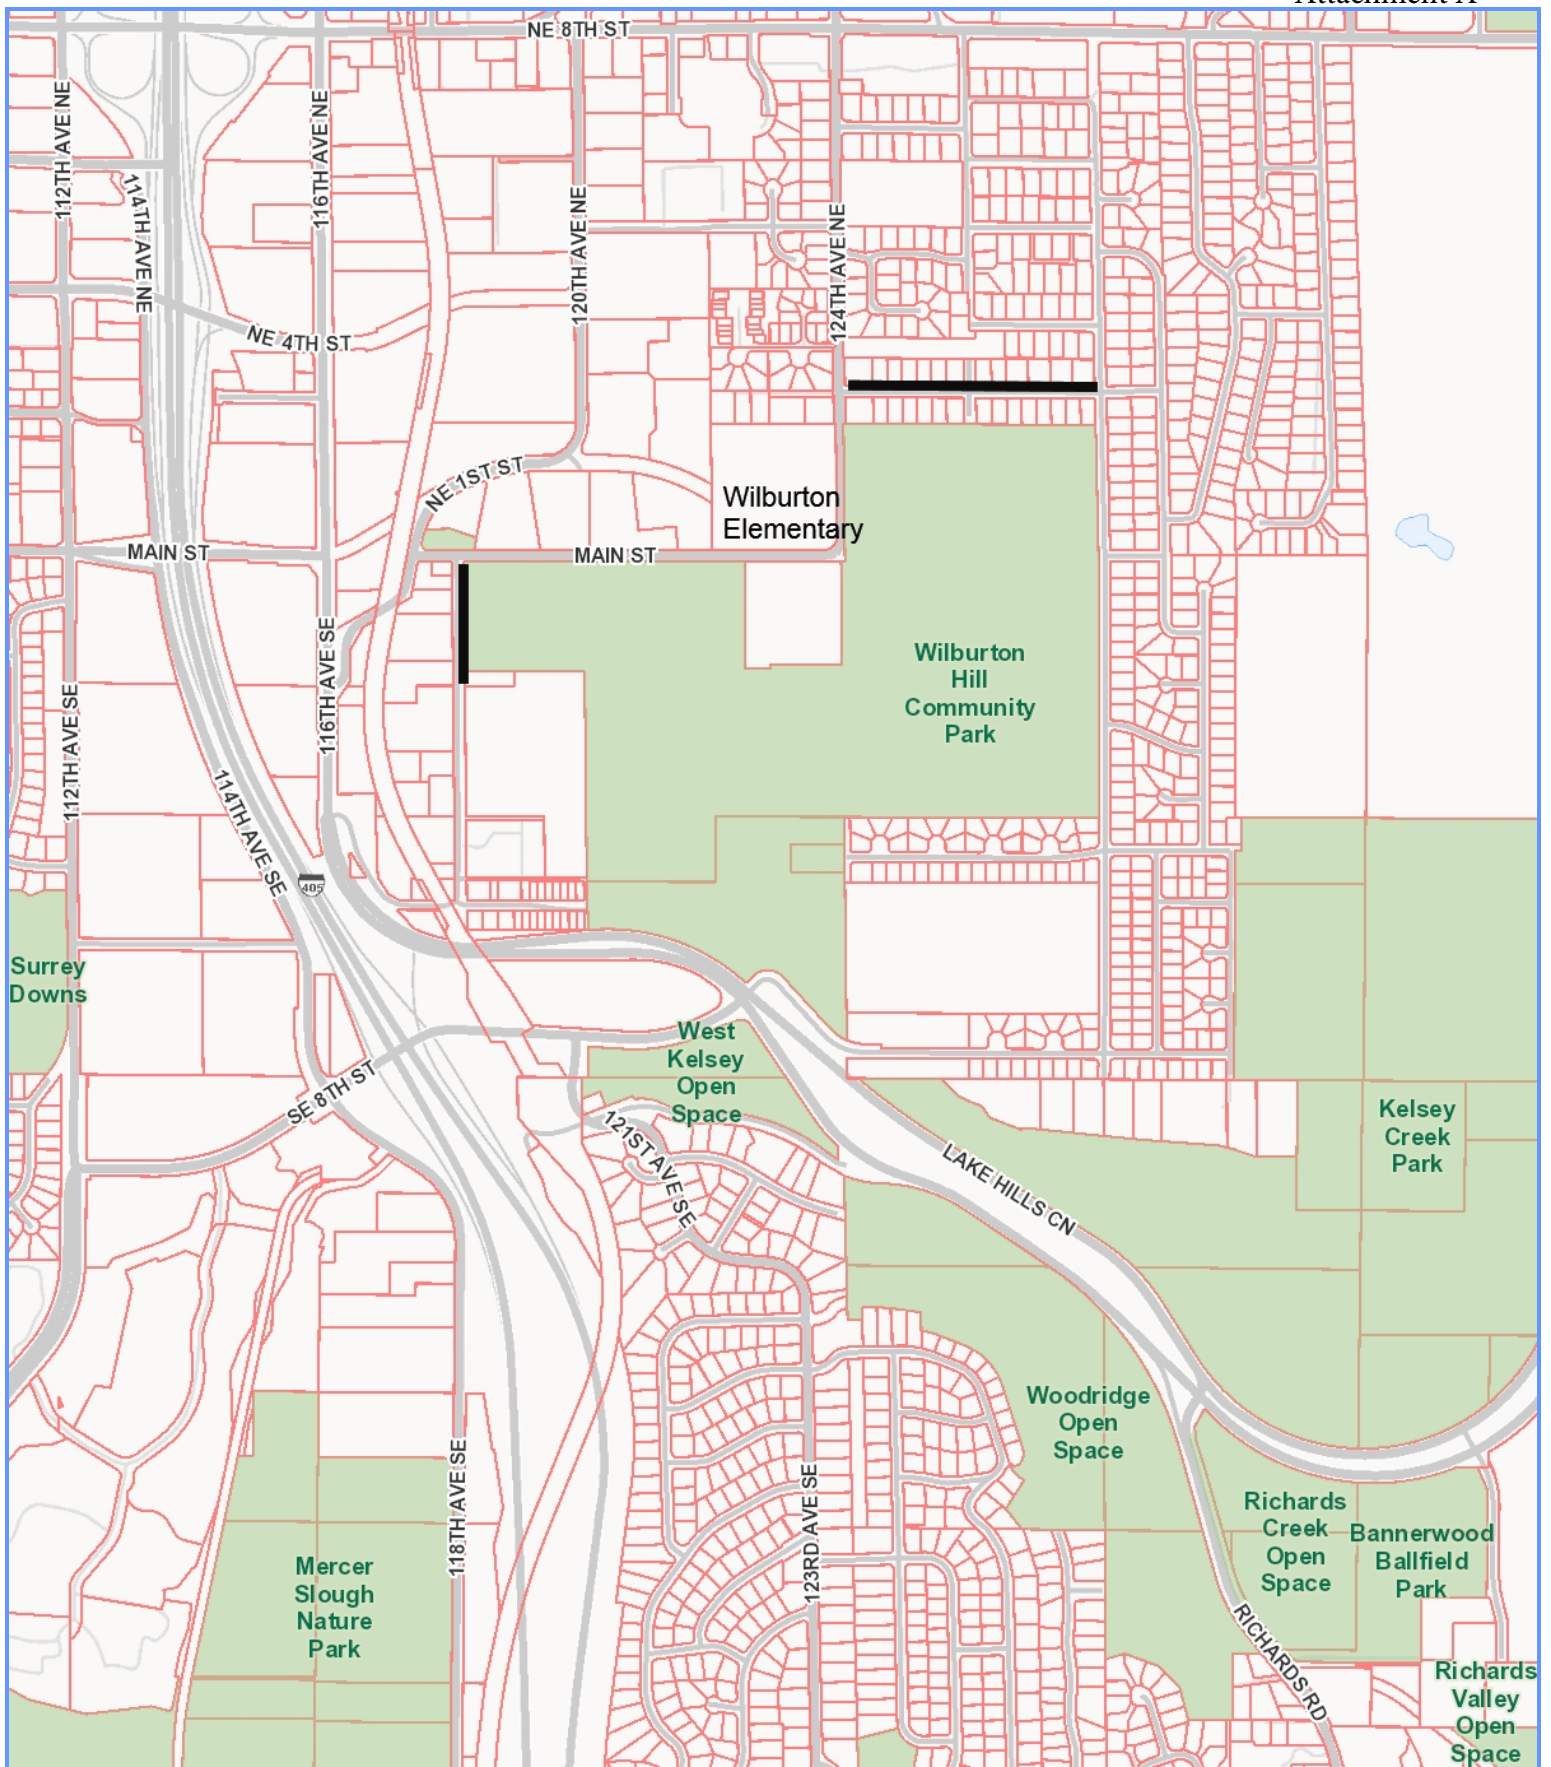 Attachment A
NE 8TH ST
112TH AVE NE
114TH AVE NE
116TH AVE NE
120TH AVE NE
124TH AVE NE
NE 4TH ST
NE 1ST ST
Wilburton
Elementary
MAIN ST
MAIN ST
116TH AVE SE
112TH AVE SE
114TH AVE SE
405
Wilburton
Hill
Community
Park
Surrey
Downs
West
Kelsey
Open
Space
SE 8TH ST
121ST AVE SE
LAKE HILLS CN
Kelsey
Creek
Park
Woodridge
Open
Space
118TH AVE SE
123RD AVE SE
Mercer
Slough
Nature
Park
Richards
Creek
Open
Space
Bannerwood
Ballfield
Park
RICHARDS RD
Richards
Valley
Open
Space